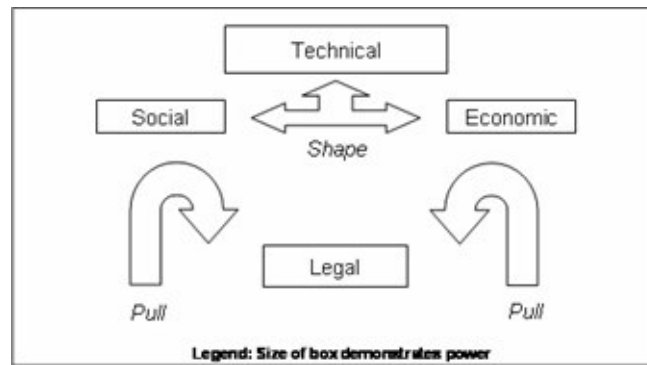 Technical
Social
Economic
Shape
Legal
Pull
Pull
Legend: Size of box demonstrates power